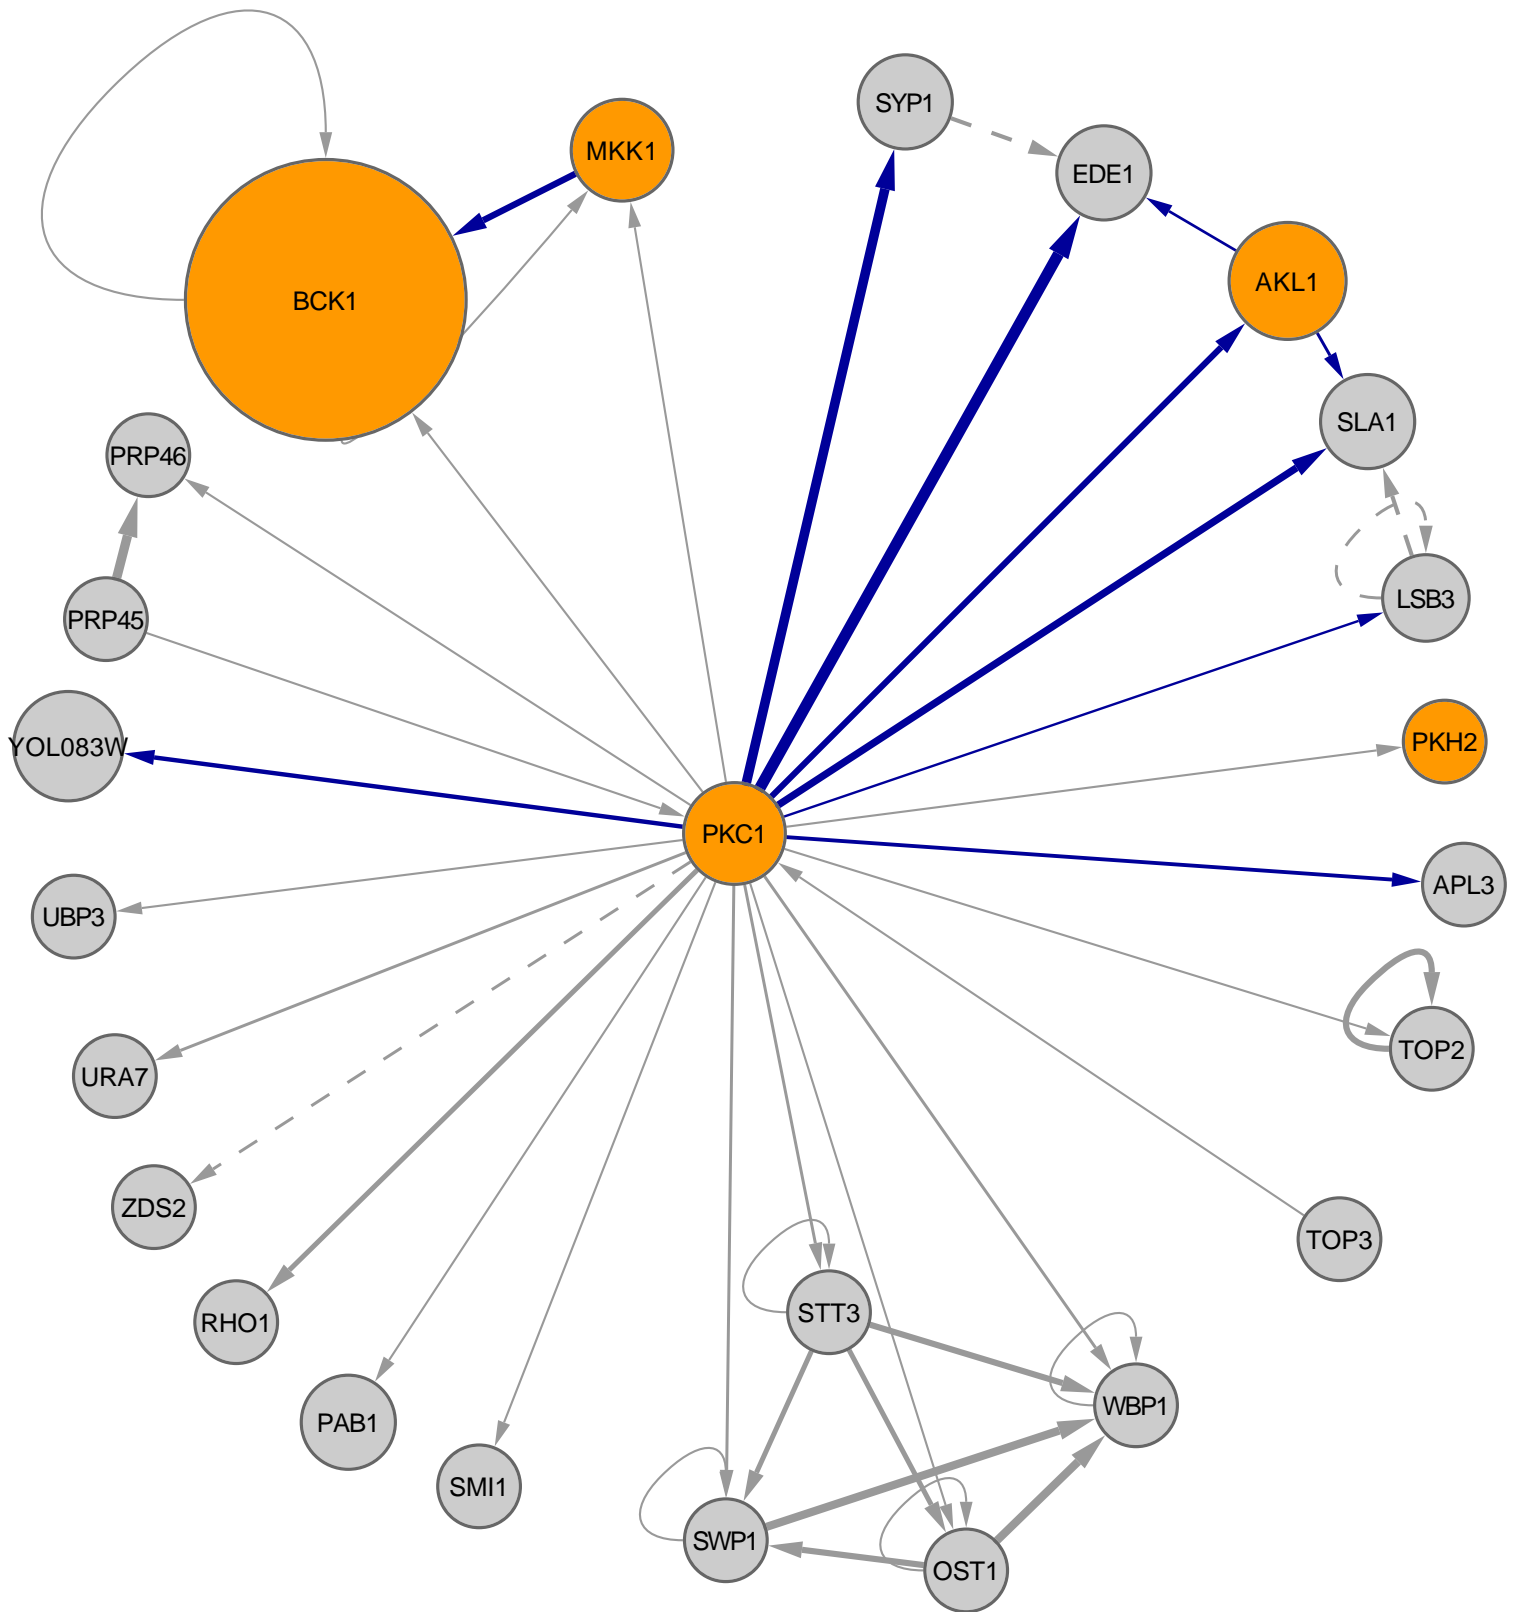 SYP1
MKK1
EDE1
AKL1
BCK1
SLA1
PRP46
LSB3
PRP45
PKH2
YOL083W
PKC1
APL3
UBP3
TOP2
URA7
ZDS2
TOP3
STT3
RHO1
WBP1
PAB1
SMI1
SWP1
OST1